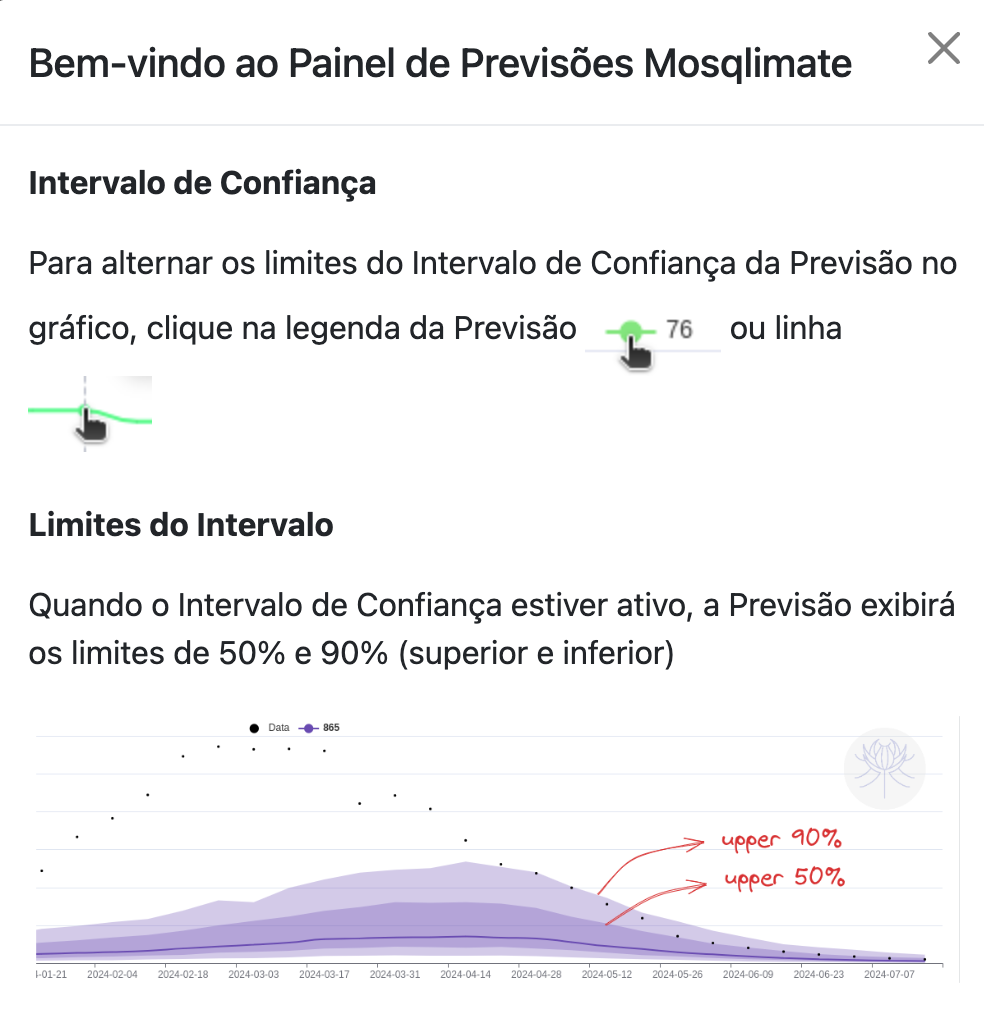 Bem-vindo ao Painel de Previsões Mosqlimate
Intervalo de Confiança
Para alternar os limites do Intervalo de Confiança da Previsão no
gráfico, clique na legenda da Previsão 76 ou linha
Limites do Intervalo
Quando o Intervalo de Confiança estiver ativo, a Previsão exibirá
os limites de 50% e 90% (superior e inferior)
Data 865
upper 90%
upper 50%
-01-21 2024-02-04 2024-02-18 2024-03-03 2024-03-17 2024-03-31 2024-04-14 2024-04-28 2024-05-12 2024-05-26 2024-06-09 2024-06-23 2024-07-07